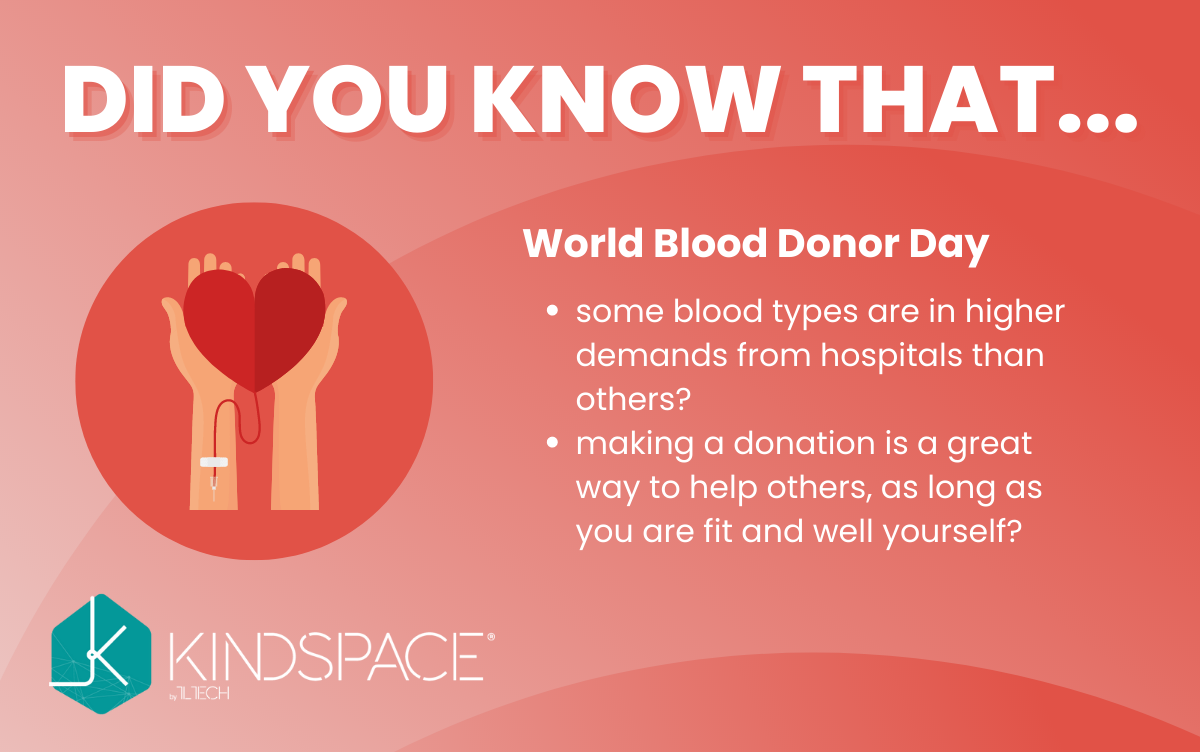 DID YOU KNOW THAT...
World Blood Donor Day
• some blood types are in higher
demands from hospitals than
others?
• making a donation is a great
way to help others, as long as
you are fit and well yourself?
KINDSPACE®
by TLTECH